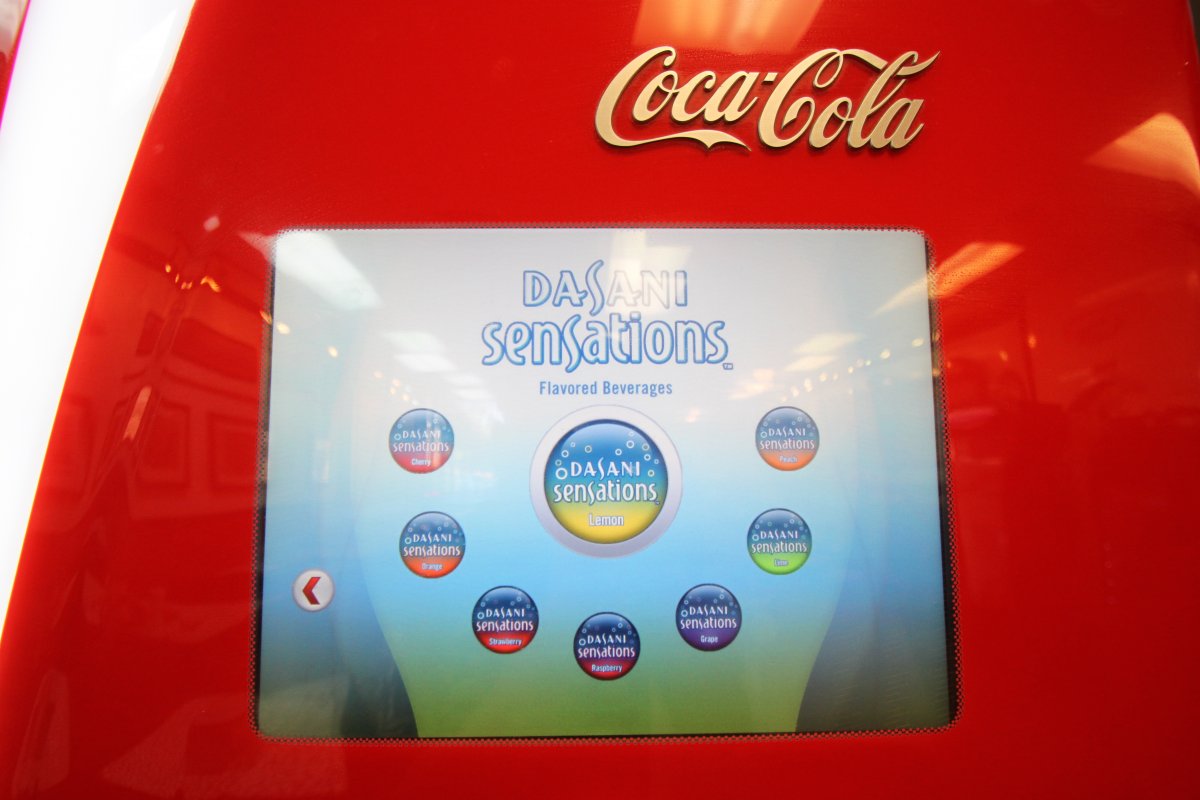 Coca-Cola
DASANI
senSations™
Flavored Beverages
DASANI
senSations
Cherry
DASANI
senSations
Lemon
DASANI
senSations
Peach
DASANI
senSations
Orange
DASANI
senSations
Lime
DASANI
senSations
Strawberry
DASANI
senSations
Raspberry
DASANI
senSations
Grape